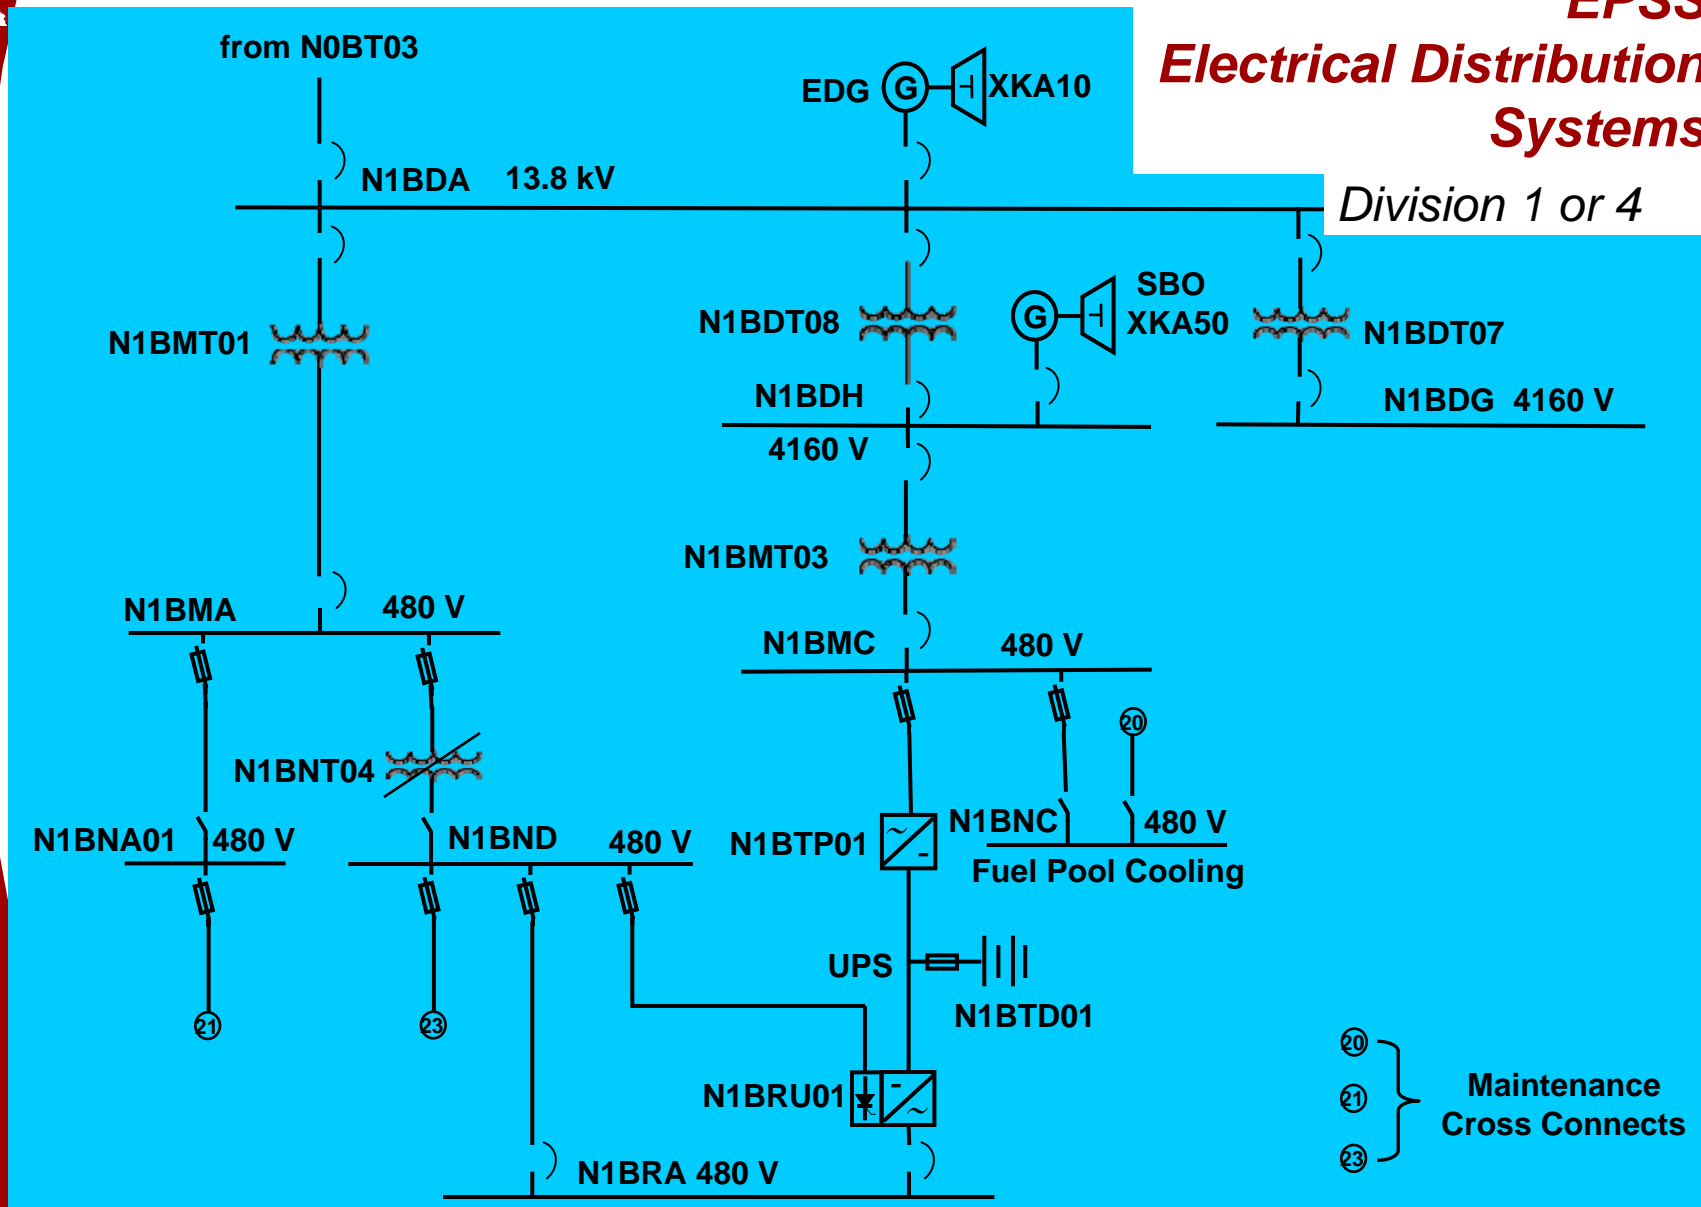 EPSS
Electrical Distribution
Systems
Division 1 or 4
from N0BT03
EDG G XKA10
N1BDA 13.8 kV
SBO
G XKA50
N1BMT01
N1BDT08
N1BDT07
N1BDH
4160 V
N1BDG 4160 V
N1BMT03
N1BMA 480 V
N1BMC 480 V
20
N1BNT04
N1BNA01 480 V
N1BND 480 V
N1BTP01
N1BNC 480 V
Fuel Pool Cooling
UPS
N1BTD01
21
23
N1BRU01
N1BRA 480 V
20
21
23
Maintenance
Cross Connects